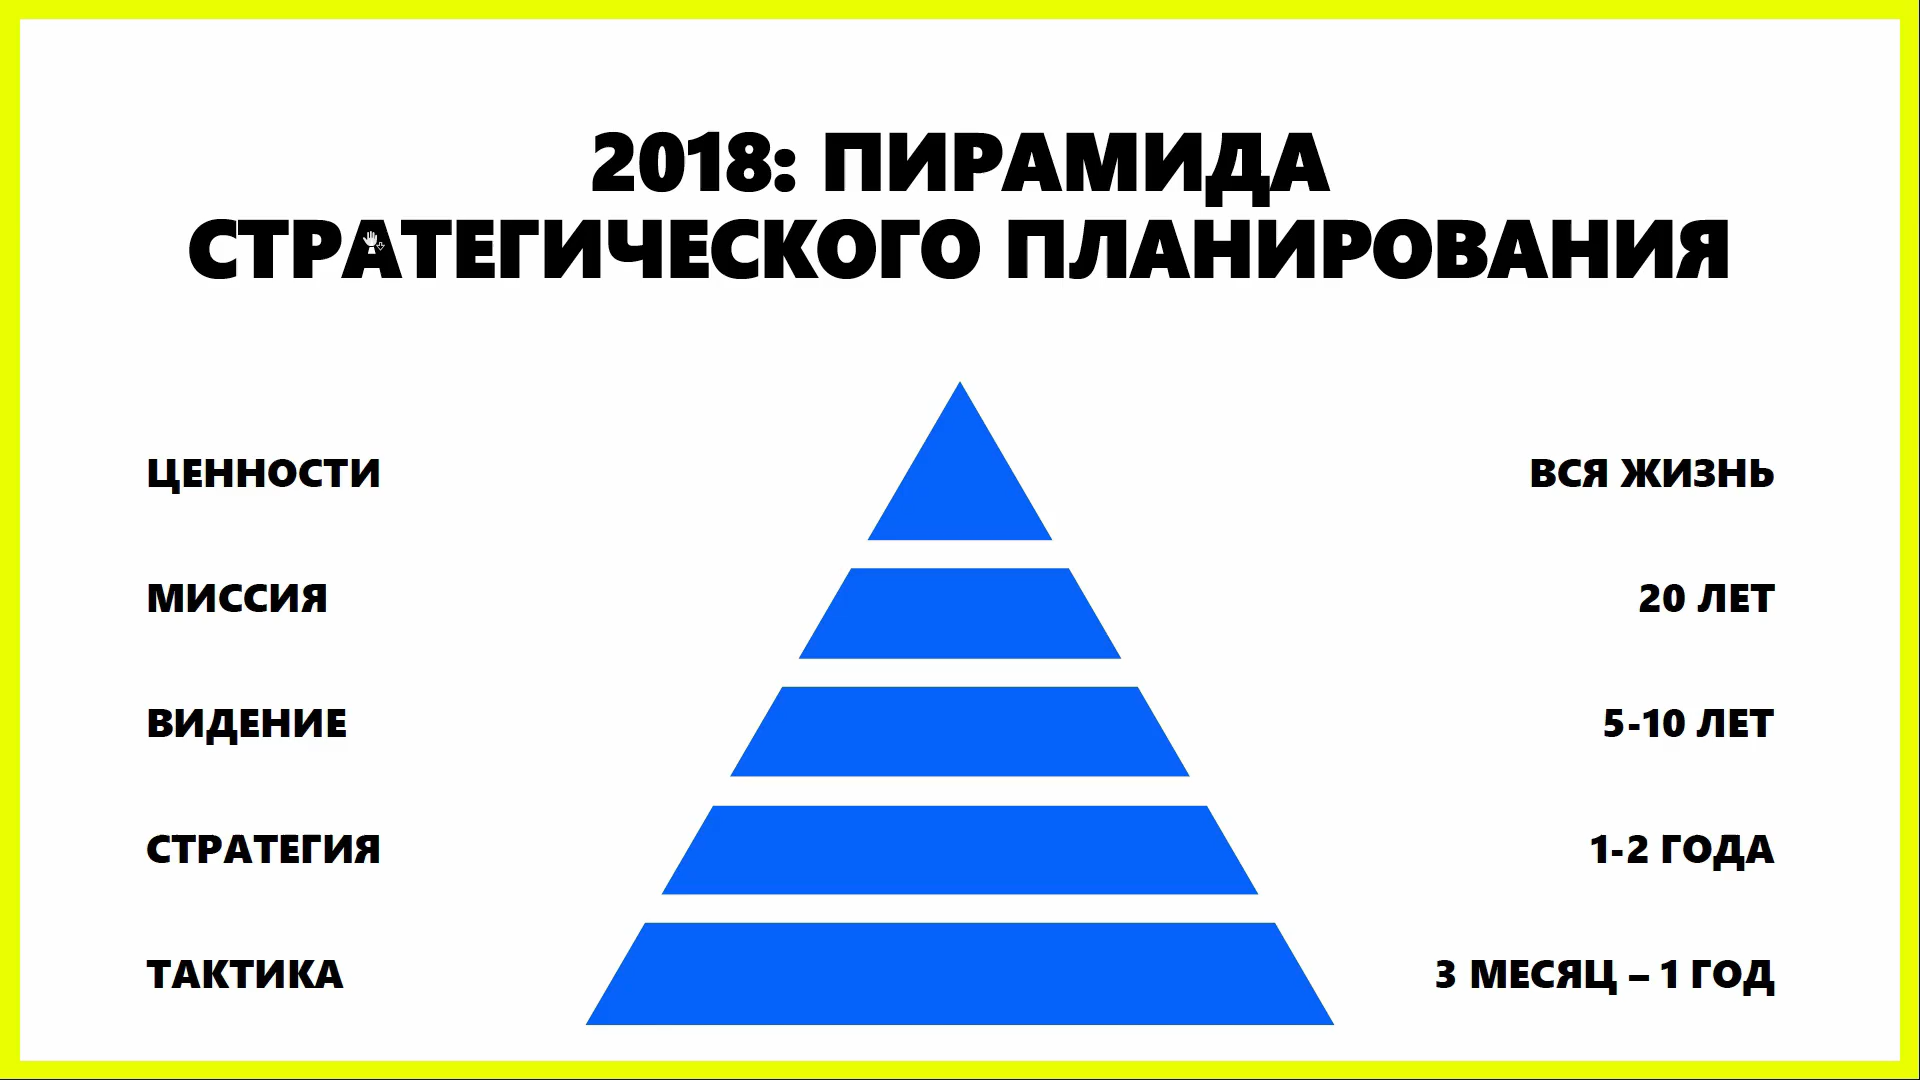 2018: ПИРАМИДА
СТРАТЕГИЧЕСКОГО ПЛАНИРОВАНИЯ
ЦЕННОСТИ
ВСЯ ЖИЗНЬ
МИССИЯ
20 ЛЕТ
ВИДЕНИЕ
5-10 ЛЕТ
СТРАТЕГИЯ
1-2 ГОДА
ТАКТИКА
3 МЕСЯЦ – 1 ГОД